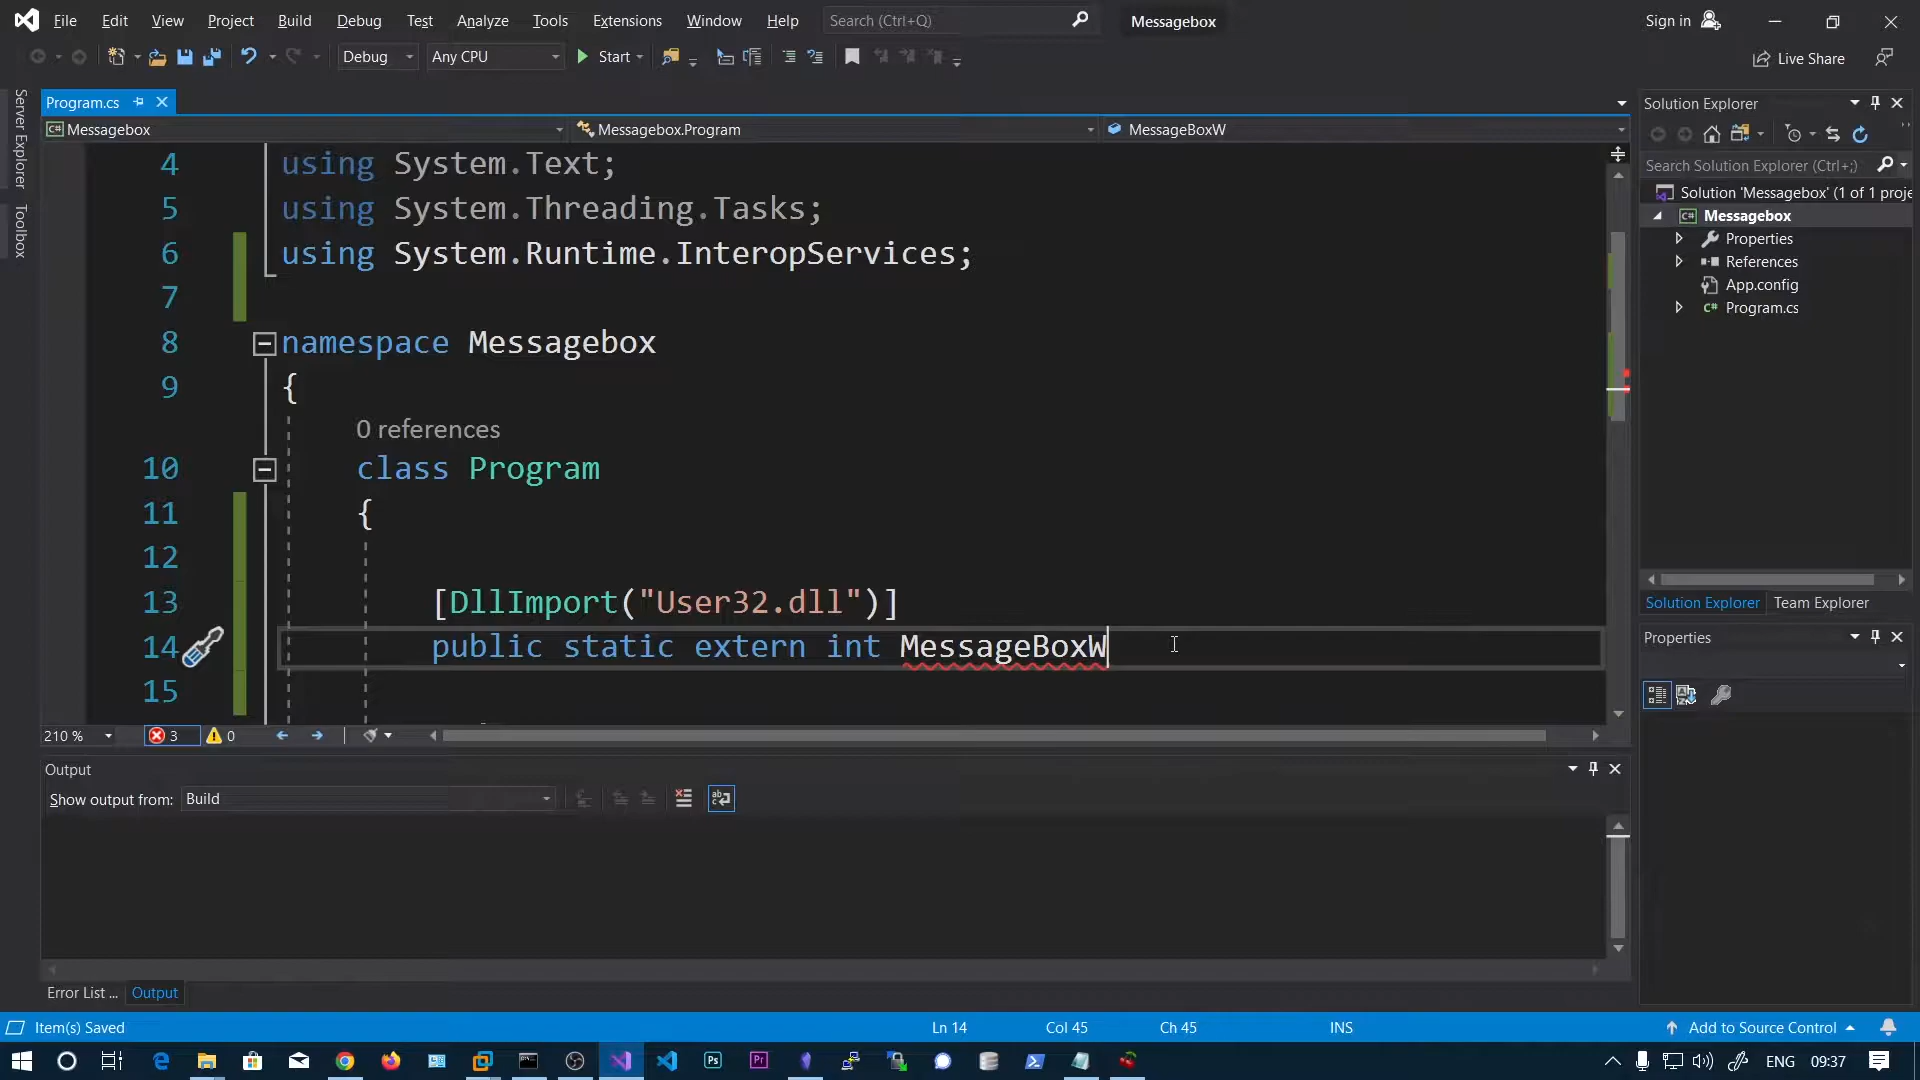 File Edit View Project Build Debug Test Analyze Tools Extensions Window Help Search (Ctrl+Q) Messagebox Sign in
Debug Any CPU Start Live Share
Server Explorer
Toolbox
Program.cs
Messagebox Messagebox.Program MessageBoxW
4 using System.Text;
5 using System.Threading.Tasks;
6 using System.Runtime.InteropServices;
7
8 namespace Messagebox
9 {
0 references
10 class Program
11 {
12
13 [DllImport("User32.dll")]
14 public static extern int MessageBoxW
15
210 % 3 0
Output
Show output from: Build
Error List ... Output
Solution Explorer
Search Solution Explorer (Ctrl+;)
Solution 'Messagebox' (1 of 1 proje
Messagebox
Properties
References
App.config
Program.cs
Solution Explorer Team Explorer
Properties
Item(s) Saved Ln 14 Col 45 Ch 45 INS Add to Source Control
ENG 09:37